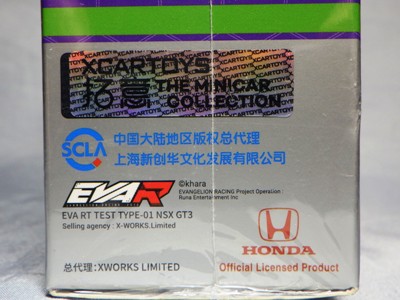 XCARTOYS
拓意 THE MINICAR
COLLECTION
SCLA
中国大陆地区版权总代理
上海新创华文化发展有限公司
EVAR
EVANGELION RACING
©khara
EVANGELION RACING Project Operation:
Runa Entertainment Inc
EVA RT TEST TYPE-01 NSX GT3
Selling agency : X-WORKS.Limited
HONDA
总代理:XWORKS LIMITED
Official Licensed Product